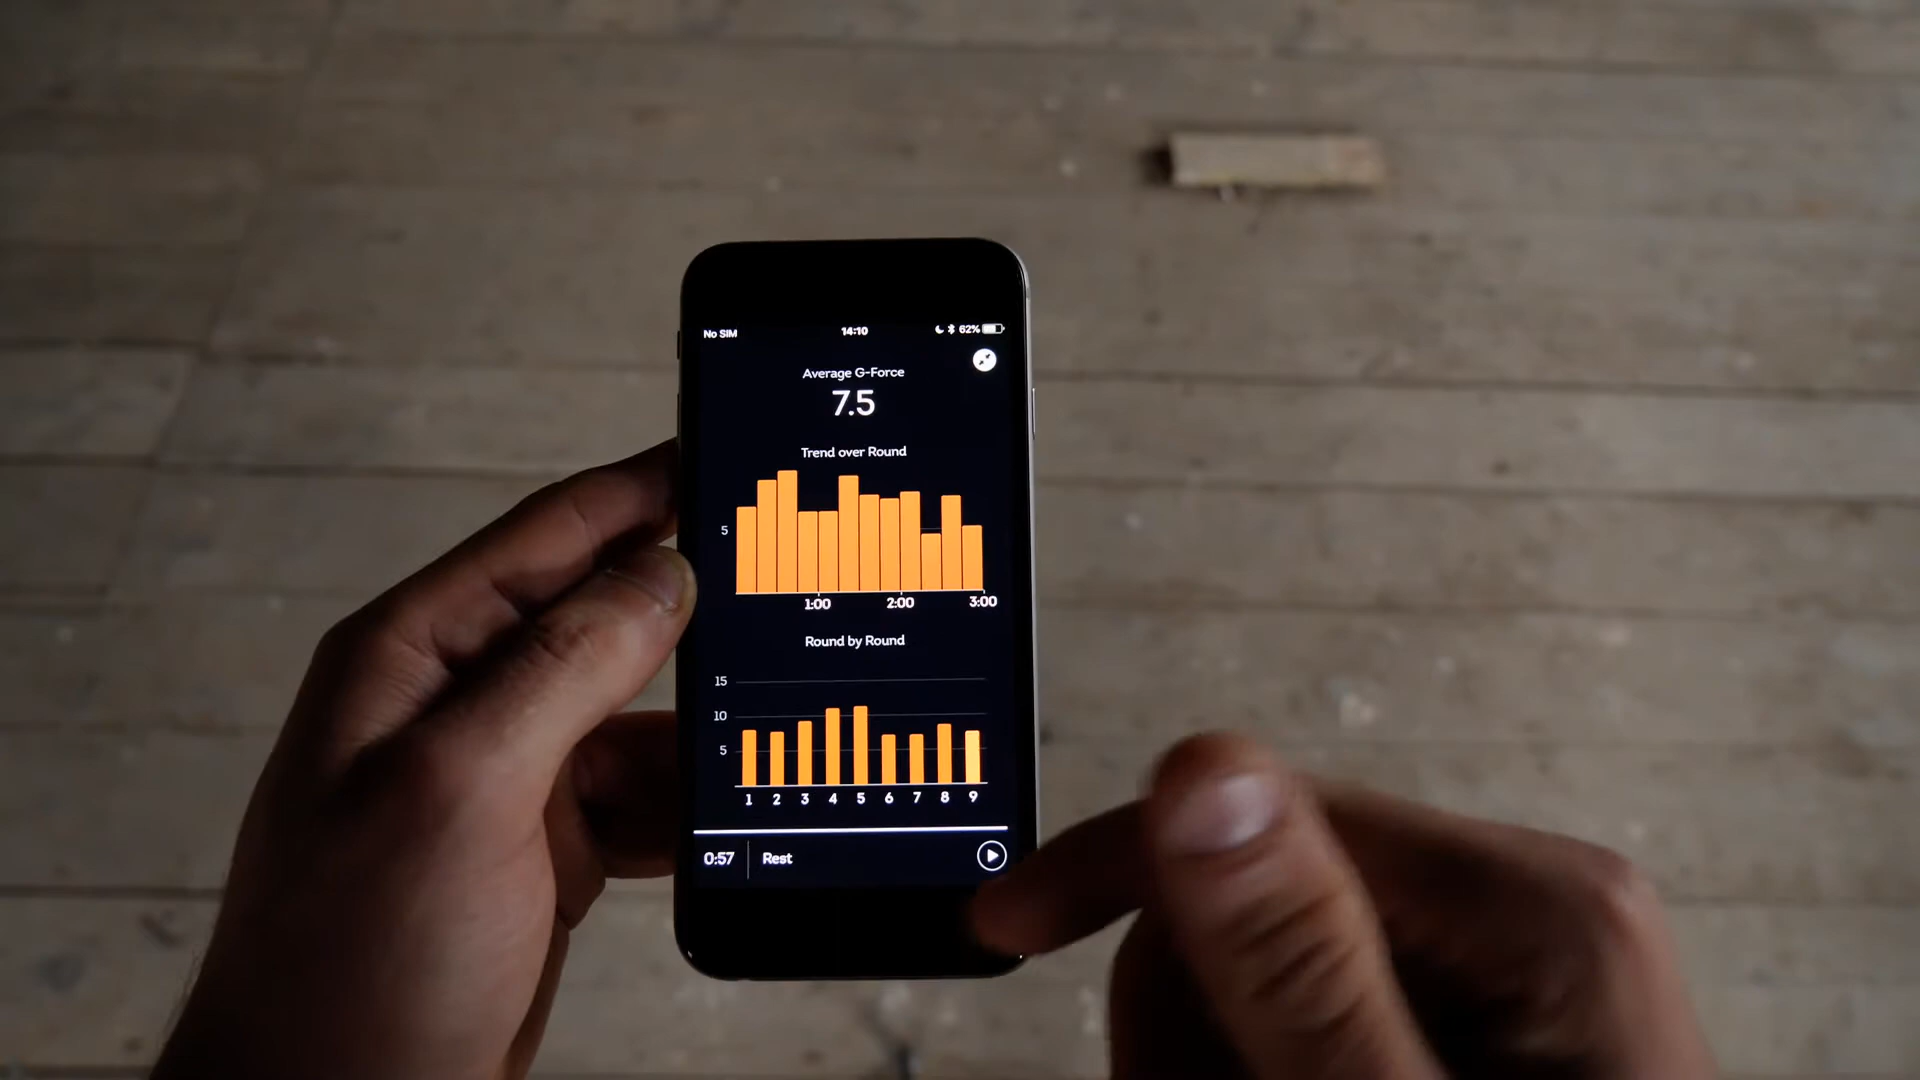 No SIM 14:10 62%
Average G-Force
7.5
Trend over Round
5
1:00 2:00 3:00
Round by Round
15
10
5
1 2 3 4 5 6 7 8 9
0:57 Rest